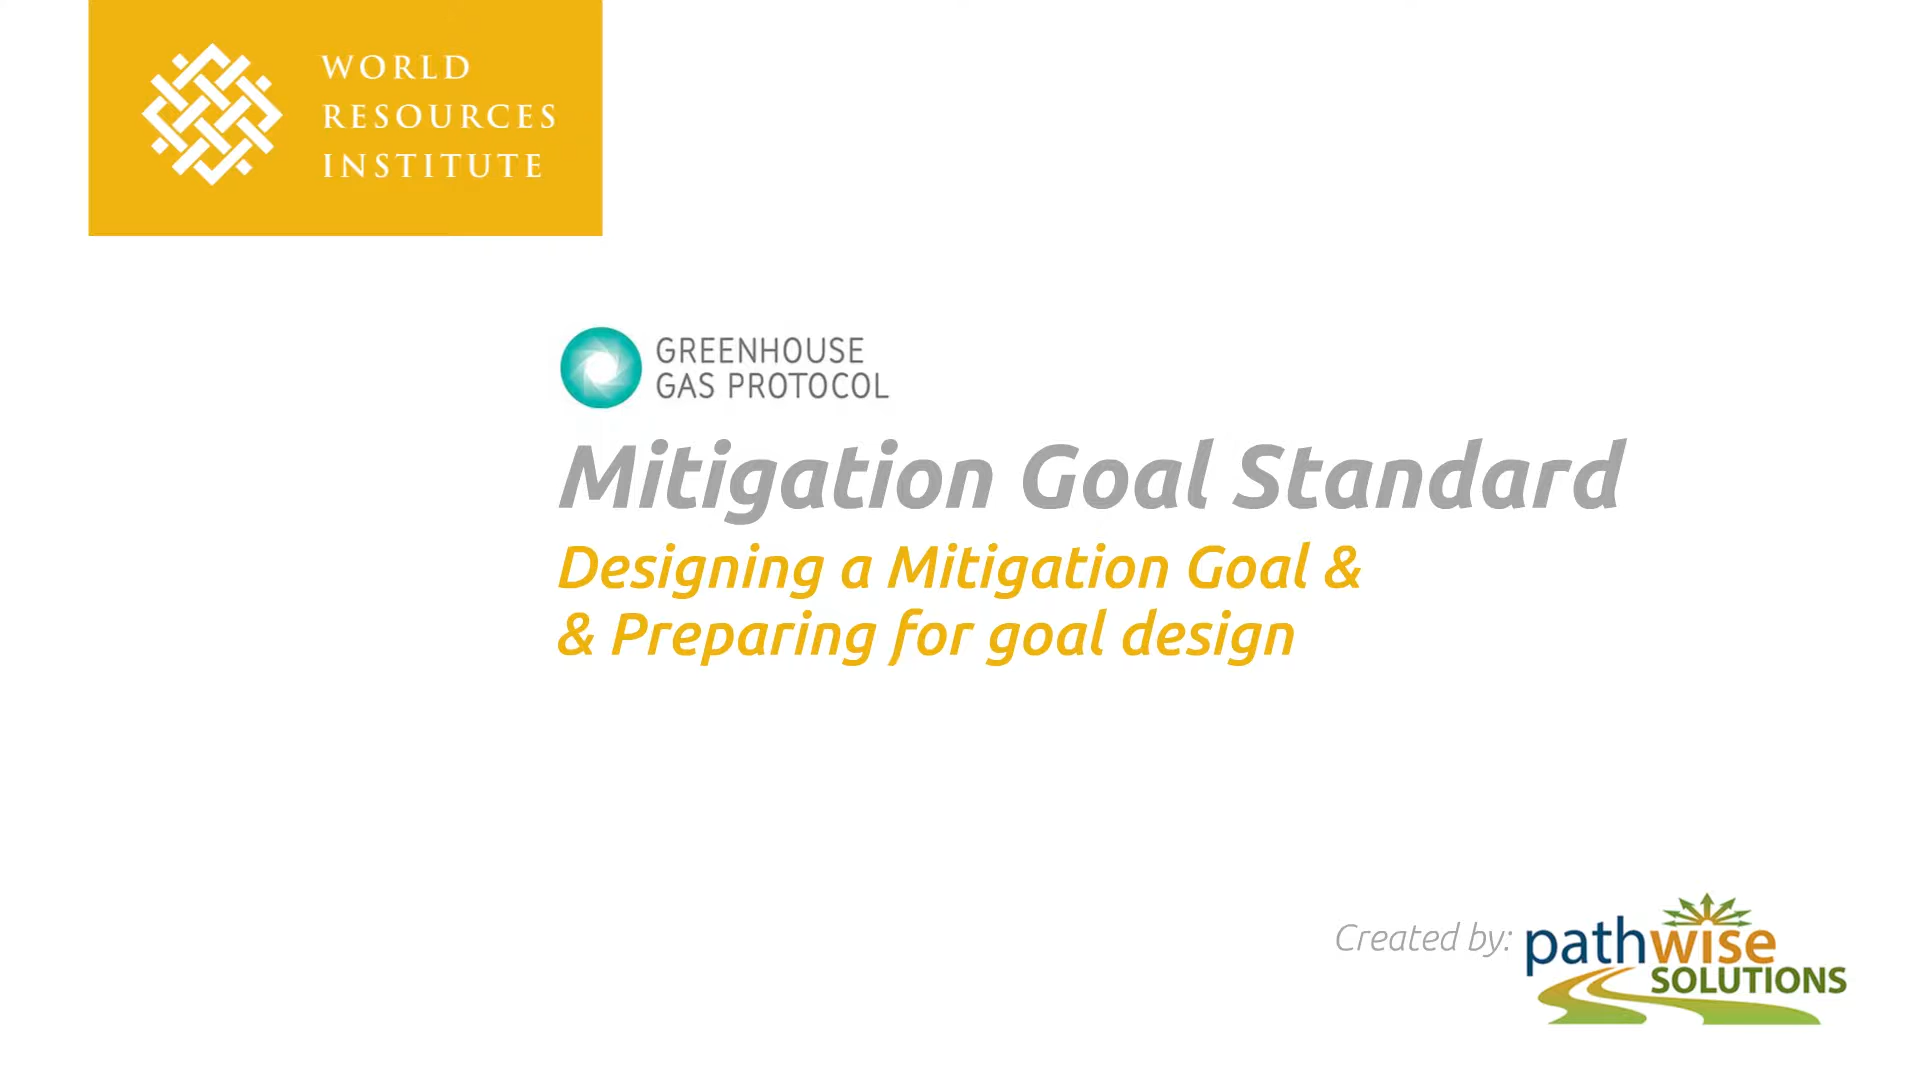 WORLD
RESOURCES
INSTITUTE
GREENHOUSE
GAS PROTOCOL
Mitigation Goal Standard
Designing a Mitigation Goal &
& Preparing for goal design
Created by: pathwise
SOLUTIONS